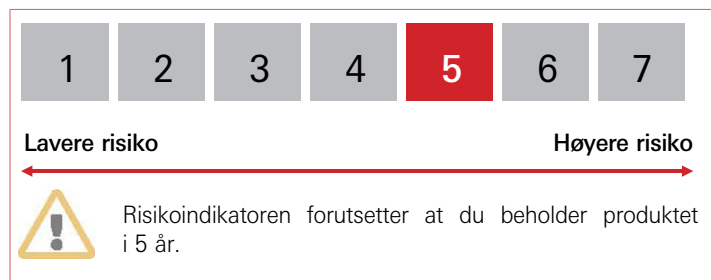 1 2 3 4 5 6 7
Lavere risiko Høyere risiko
Risikoindikatoren forutsetter at du beholder produktet
i 5 år.